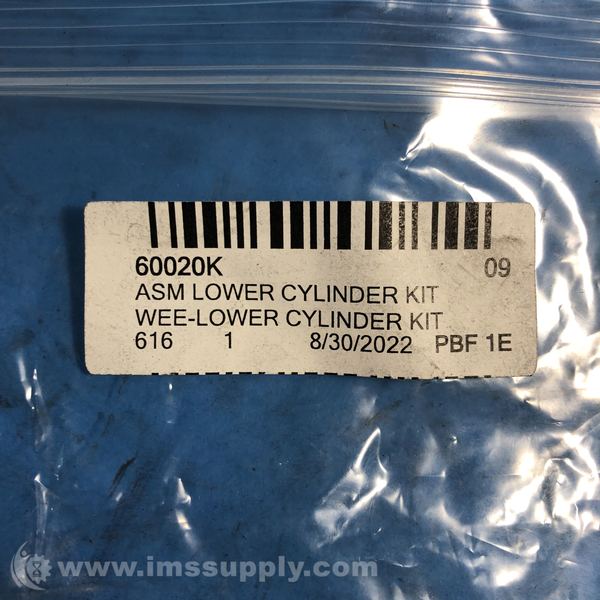 60020K 09
ASM LOWER CYLINDER KIT
WEE-LOWER CYLINDER KIT
616 1 8/30/2022 PBF 1E
www.imssupply.com